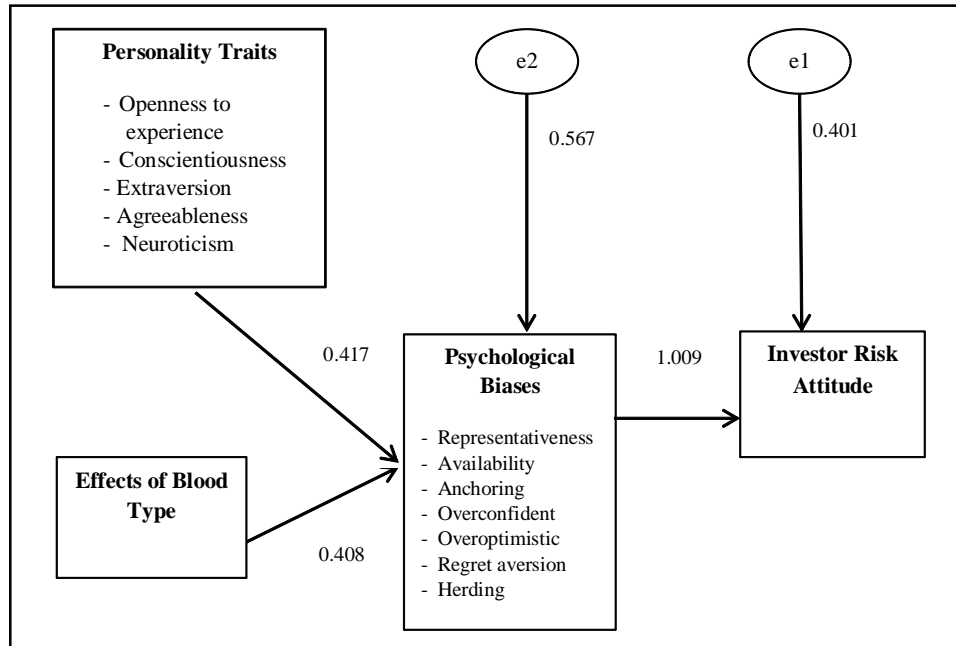 Personality Traits
- Openness to
experience
- Conscientiousness
- Extraversion
- Agreeableness
- Neuroticism
e2
0.567
e1
0.401
0.417
Effects of Blood
Type
0.408
Psychological
Biases
- Representativeness
- Availability
- Anchoring
- Overconfident
- Overoptimistic
- Regret aversion
- Herding
1.009
Investor Risk
Attitude